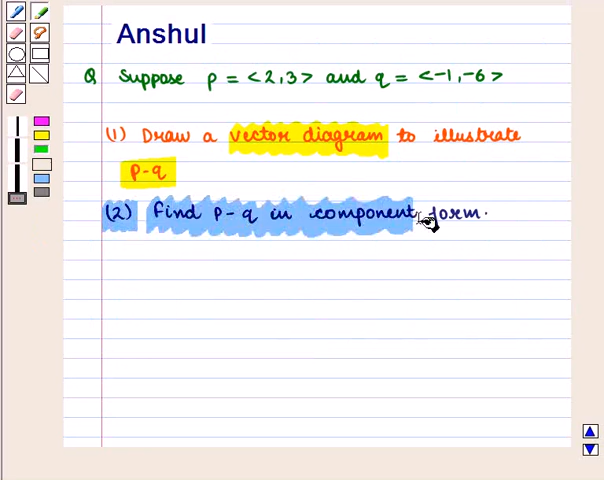 Anshul
Q Suppose p = <2,3> and q = <-1,-6>
(1) Draw a vector diagram to illustrate
p-q
(2) Find p-q in component form.